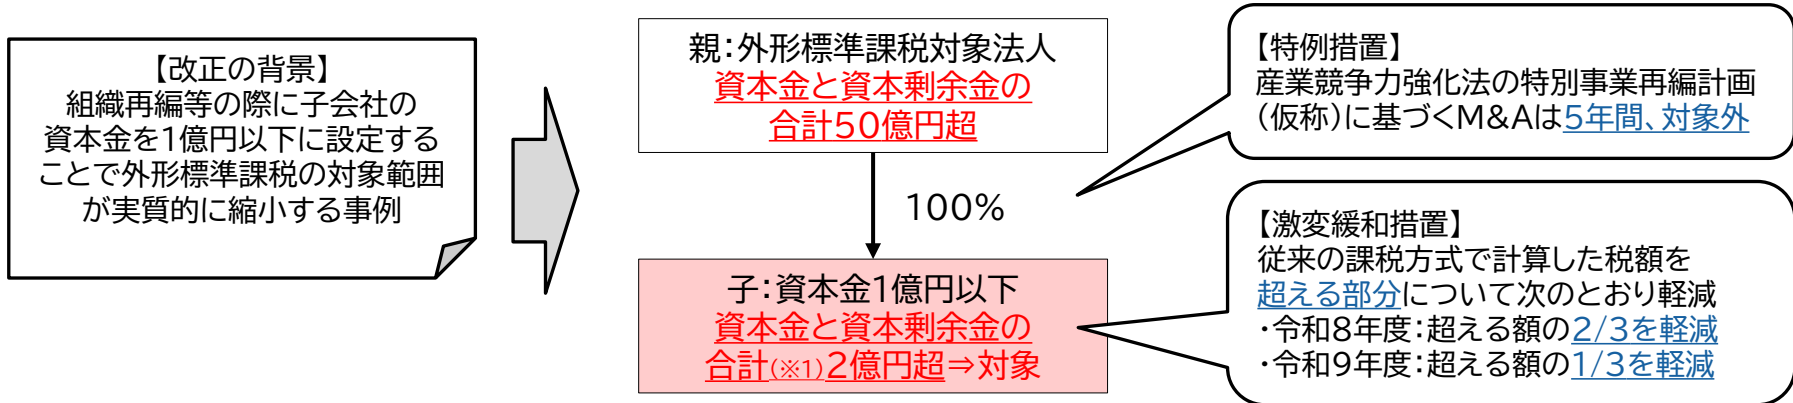 【改正の背景】
組織再編等の際に子会社の
資本金を1億円以下に設定する
ことで外形標準課税の対象範囲
が実質的に縮小する事例
親：外形標準課税対象法人
資本金と資本剰余金の
合計50億円超
100%
子：資本金1億円以下
資本金と資本剰余金の
合計(※1)2億円超⇒対象
【特例措置】
産業競争力強化法の特別事業再編計画
（仮称）に基づくM&Aは5年間、対象外
【激変緩和措置】
従来の課税方式で計算した税額を
超える部分について次のとおり軽減
・令和8年度：超える額の2/3を軽減
・令和9年度：超える額の1/3を軽減